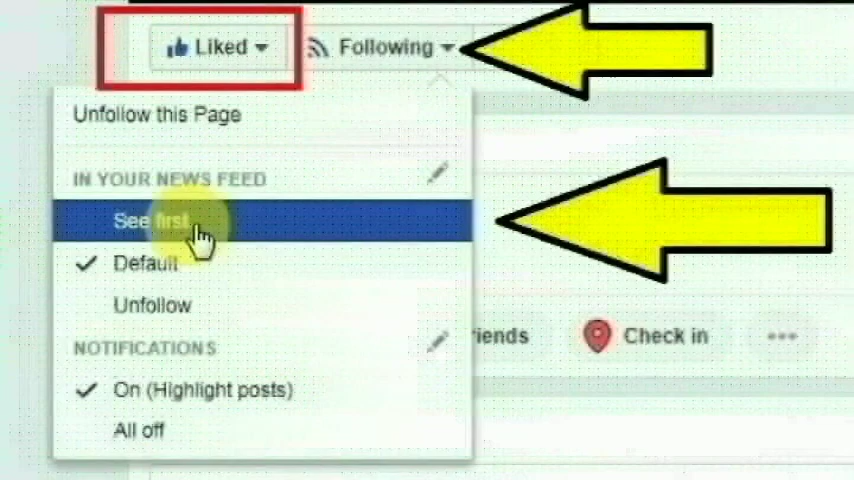 Liked Following
Unfollow this Page
IN YOUR NEWS FEED
See first
Default
Unfollow
riends Check in
NOTIFICATIONS
On (Highlight posts)
All off